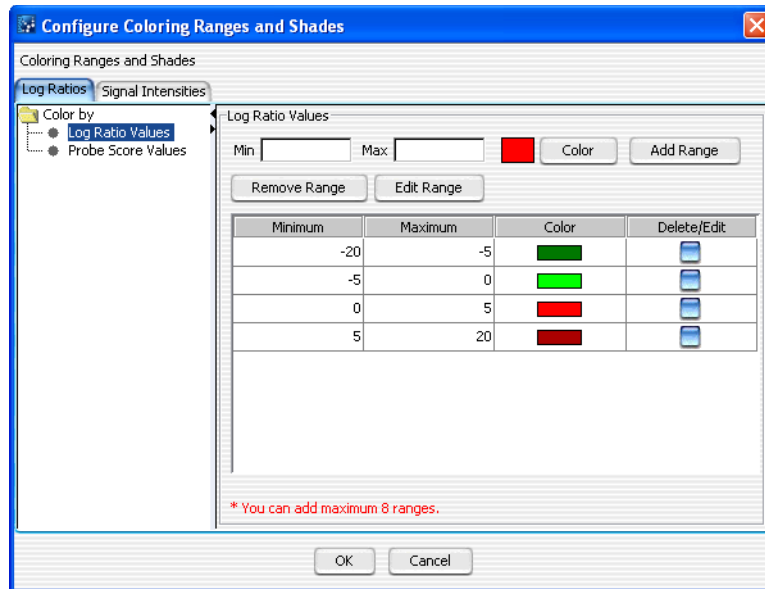 Configure Coloring Ranges and Shades
Coloring Ranges and Shades
Log Ratios Signal Intensities
Color by
Log Ratio Values
Probe Score Values
Log Ratio Values
Min Max Color Add Range
Remove Range Edit Range
Minimum Maximum Color Delete/Edit
-20 -5
-5 0
0 5
5 20
* You can add maximum 8 ranges.
OK Cancel